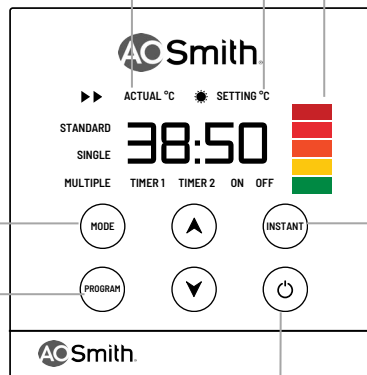 AO Smith.
ACTUAL °C SETTING °C
STANDARD
38:50
SINGLE
MULTIPLE TIMER 1 TIMER 2 ON OFF
MODE INSTANT
PROGRAM
AO Smith.